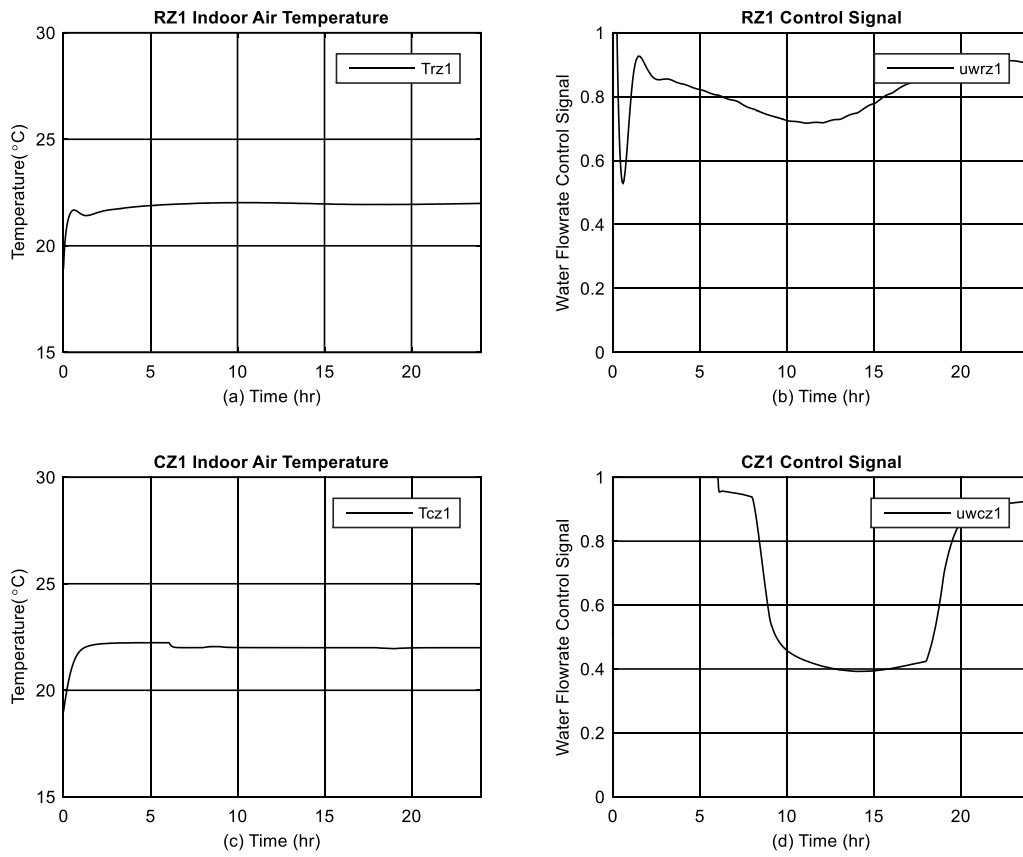 RZ1 Indoor Air Temperature
30
25
20
15
Temperature(°C)
Trz1
0 5 10 15 20
(a) Time (hr)
RZ1 Control Signal
1
0.8
0.6
0.4
0.2
0
Water Flowrate Control Signal
uwrz1
0 5 10 15 20
(b) Time (hr)
CZ1 Indoor Air Temperature
30
25
20
15
Temperature(°C)
Tcz1
0 5 10 15 20
(c) Time (hr)
CZ1 Control Signal
1
0.8
0.6
0.4
0.2
0
Water Flowrate Control Signal
uwcz1
0 5 10 15 20
(d) Time (hr)